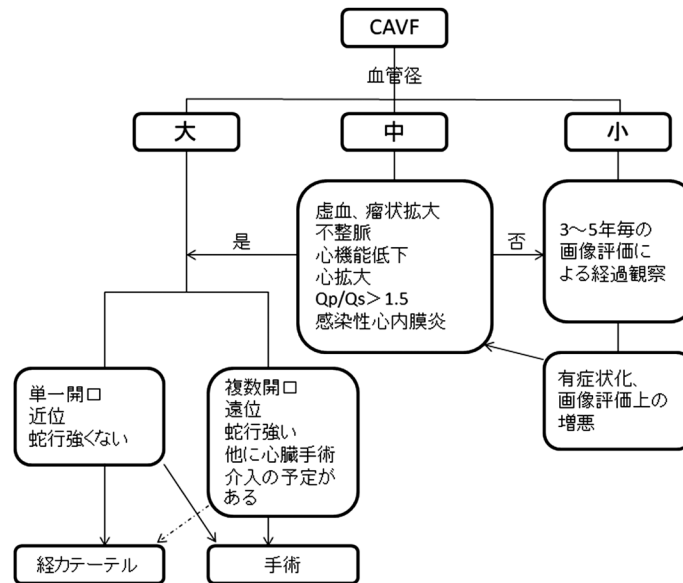 CAVF
血管径
大
中
小
虚血、瘤状拡大
不整脈
心機能低下
心拡大
Qp/Qs＞1.5
感染性心内膜炎
是
否
3～5年毎の
画像評価に
よる経過観察
有症状化、
画像評価上の
増悪
単一開口
近位
蛇行強くない
複数開口
遠位
蛇行強い
他に心臓手術
介入の予定が
ある
経カテーテル
手術